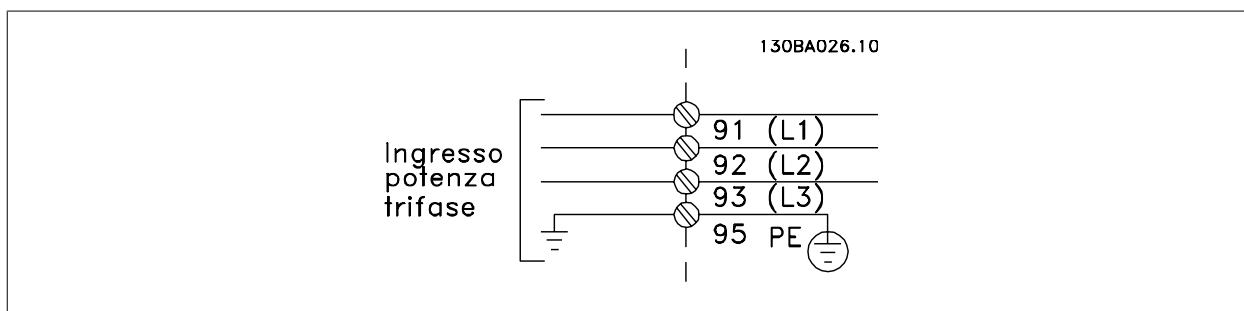 130BA026.10
Ingresso
potenza
trifase
91 (L1)
92 (L2)
93 (L3)
95 PE